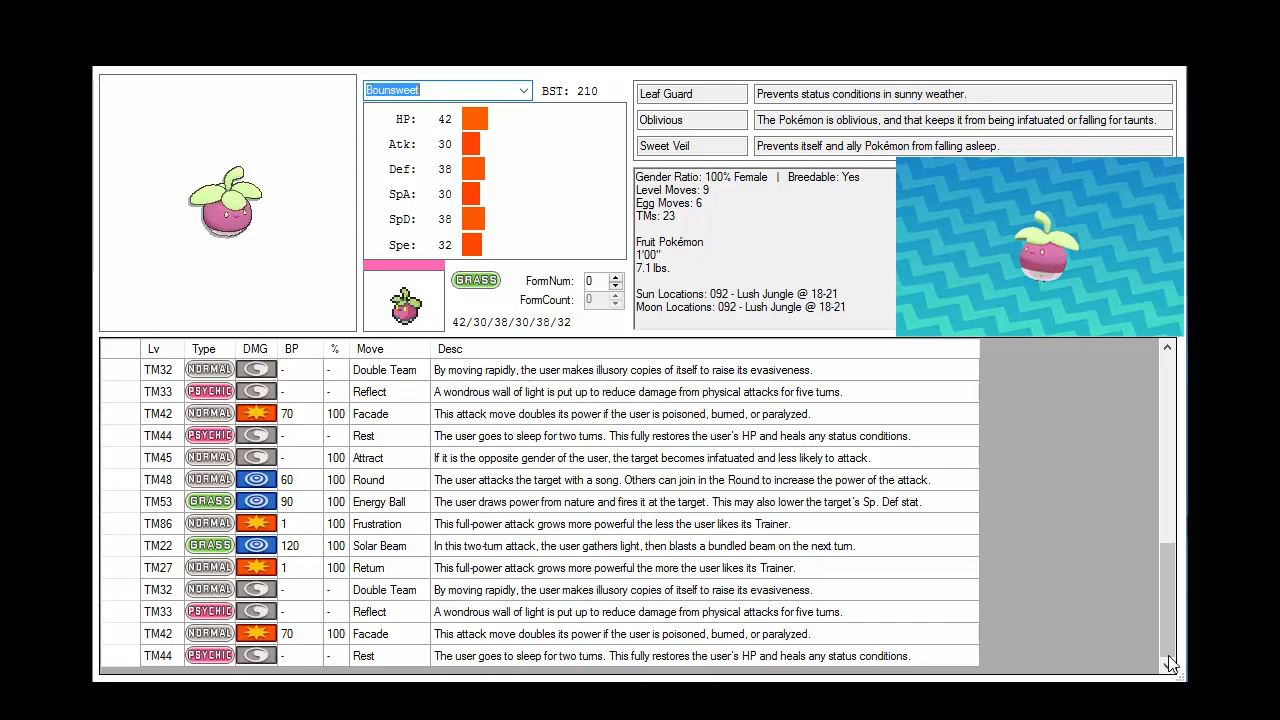 Bounsweet
BST: 210
HP: 42
Atk: 30
Def: 38
SpA: 30
SpD: 38
Spe: 32
GRASS
FormNum: 0
FormCount: 0
42/30/38/30/38/32
Leaf Guard Prevents status conditions in sunny weather.
Oblivious The Pokémon is oblivious, and that keeps it from being infatuated or falling for taunts.
Sweet Veil Prevents itself and ally Pokémon from falling asleep.
Gender Ratio: 100% Female | Breedable: Yes
Level Moves: 9
Egg Moves: 6
TMs: 23
Fruit Pokémon
1'00"
7.1 lbs.
Sun Locations: 092 - Lush Jungle @ 18-21
Moon Locations: 092 - Lush Jungle @ 18-21
Lv Type DMG BP % Move Desc
TM32 NORMAL - - Double Team By moving rapidly, the user makes illusory copies of itself to raise its evasiveness.
TM33 PSYCHIC - - Reflect A wondrous wall of light is put up to reduce damage from physical attacks for five turns.
TM42 NORMAL 70 100 Facade This attack move doubles its power if the user is poisoned, burned, or paralyzed.
TM44 PSYCHIC - - Rest The user goes to sleep for two turns. This fully restores the user's HP and heals any status conditions.
TM45 NORMAL - 100 Attract If it is the opposite gender of the user, the target becomes infatuated and less likely to attack.
TM48 NORMAL 60 100 Round The user attacks the target with a song. Others can join in the Round to increase the power of the attack.
TM53 GRASS 90 100 Energy Ball The user draws power from nature and fires it at the target. This may also lower the target's Sp. Def stat.
TM86 NORMAL 1 100 Frustration This full-power attack grows more powerful the less the user likes its Trainer.
TM22 GRASS 120 100 Solar Beam In this two-turn attack, the user gathers light, then blasts a bundled beam on the next turn.
TM27 NORMAL 1 100 Return This full-power attack grows more powerful the more the user likes its Trainer.
TM32 NORMAL - - Double Team By moving rapidly, the user makes illusory copies of itself to raise its evasiveness.
TM33 PSYCHIC - - Reflect A wondrous wall of light is put up to reduce damage from physical attacks for five turns.
TM42 NORMAL 70 100 Facade This attack move doubles its power if the user is poisoned, burned, or paralyzed.
TM44 PSYCHIC - - Rest The user goes to sleep for two turns. This fully restores the user's HP and heals any status conditions.